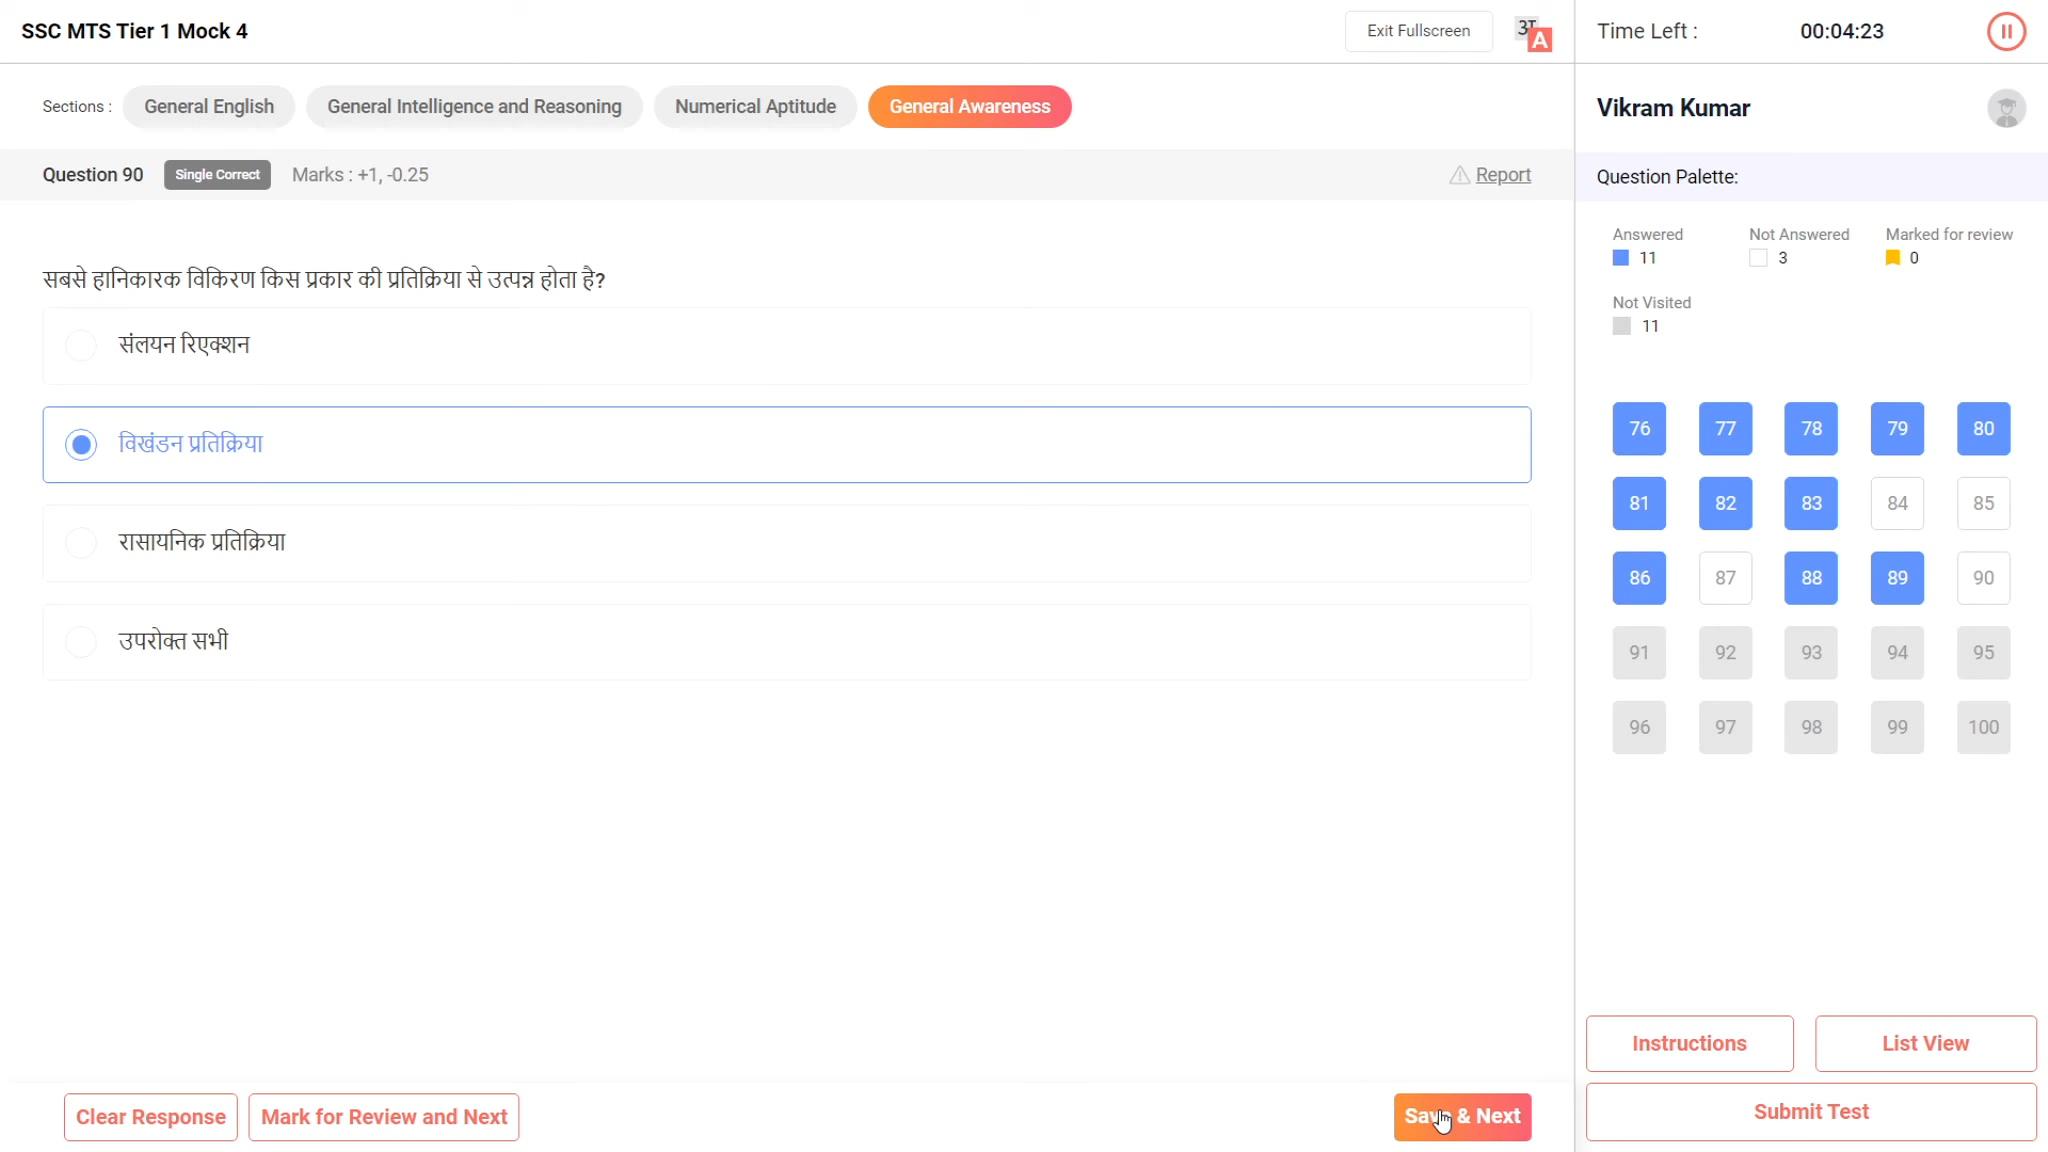 SSC MTS Tier 1 Mock 4
Exit Fullscreen
Time Left :
00:04:23
Sections :
General English
General Intelligence and Reasoning
Numerical Aptitude
General Awareness
Vikram Kumar
Question 90
Single Correct
Marks : +1, -0.25
Report
Question Palette:
Answered
11
Not Answered
3
Marked for review
0
Not Visited
11
सबसे हानिकारक विकिरण किस प्रकार की प्रतिक्रिया से उत्पन्न होता है?
संलयन रिएक्शन
विखंडन प्रतिक्रिया
रासायनिक प्रतिक्रिया
उपरोक्त सभी
76 77 78 79 80
81 82 83 84 85
86 87 88 89 90
91 92 93 94 95
96 97 98 99 100
Instructions
List View
Clear Response
Mark for Review and Next
Save & Next
Submit Test